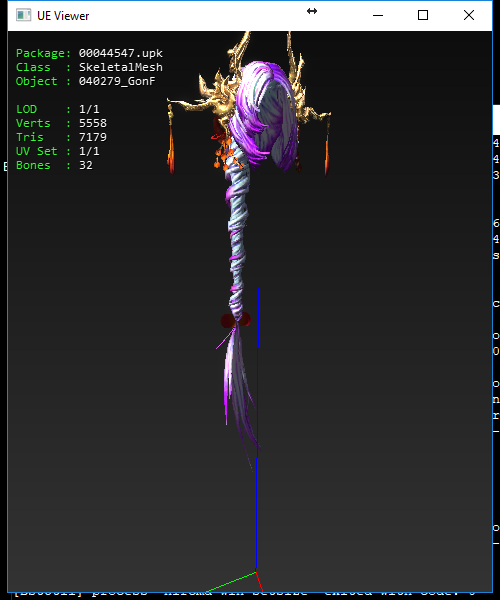 UE Viewer
Package: 00044547.upk
Class : SkeletalMesh
Object : 040279_GonF
LOD : 1/1
Verts : 5558
Tris : 7179
UV Set : 1/1
Bones : 32